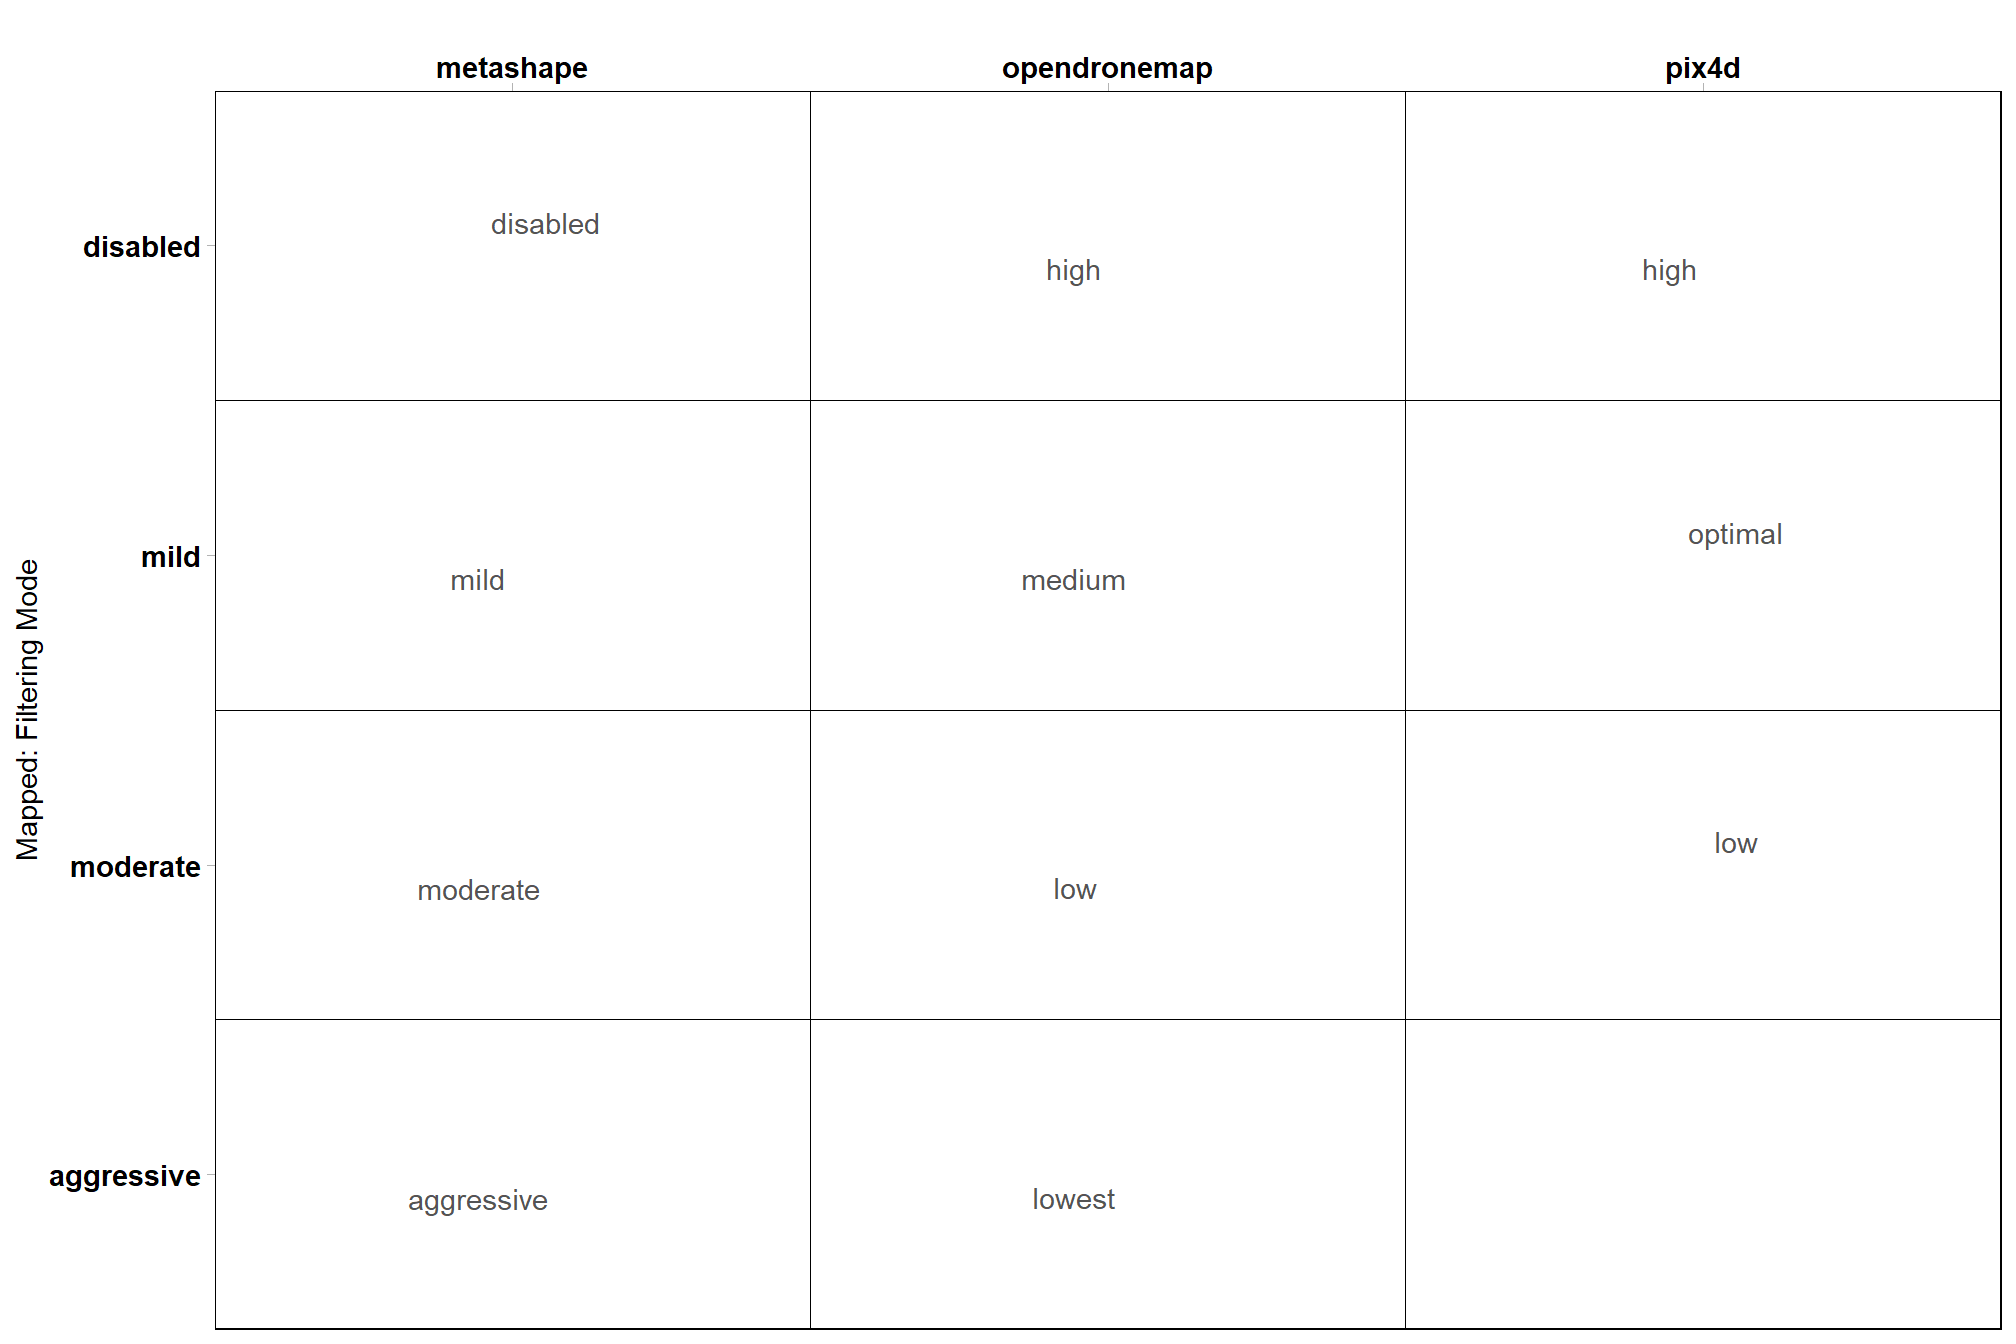 metashape opendronemap pix4d
disabled disabled high high
mild mild medium optimal
moderate moderate low low
aggressive aggressive lowest
Mapped: Filtering Mode